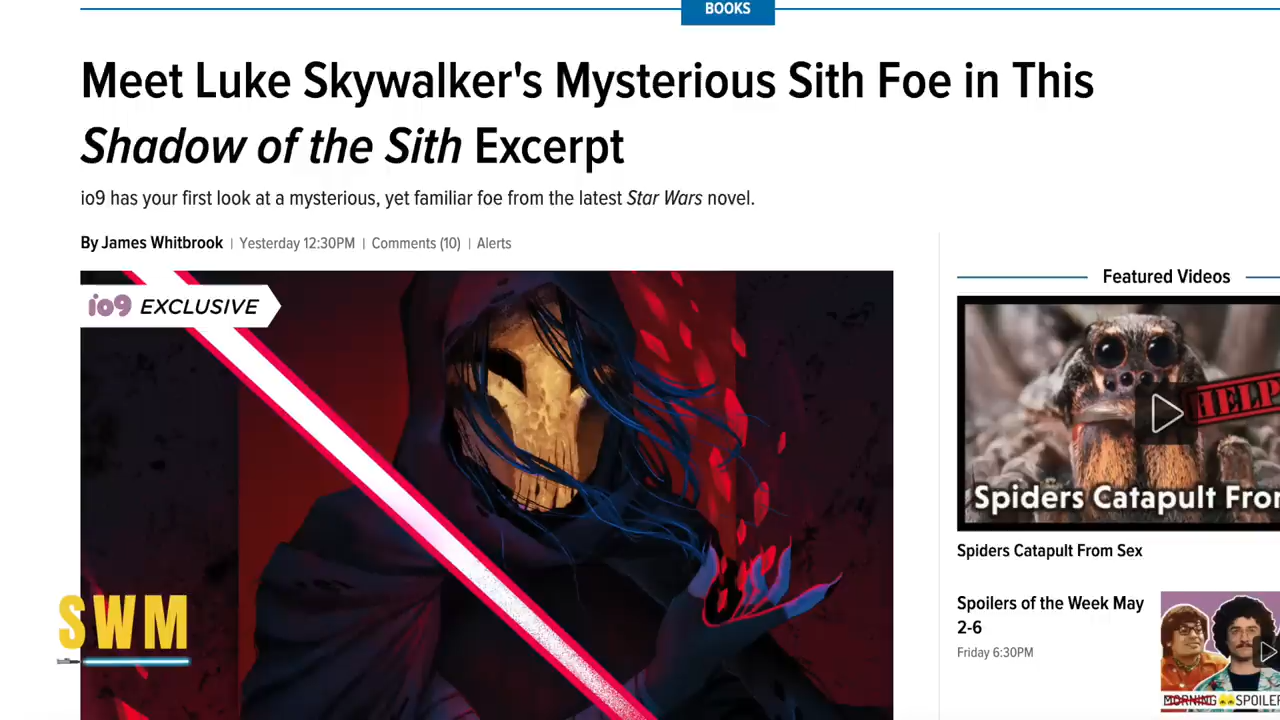 BOOKS
Meet Luke Skywalker's Mysterious Sith Foe in This
Shadow of the Sith Excerpt
io9 has your first look at a mysterious, yet familiar foe from the latest Star Wars novel.
By James Whitbrook | Yesterday 12:30PM | Comments (10) | Alerts
io9 EXCLUSIVE
Featured Videos
HELP
Spiders Catapult Fro
Spiders Catapult From Sex
Spoilers of the Week May
2-6
Friday 6:30PM
MORNING SPOILE
SWM